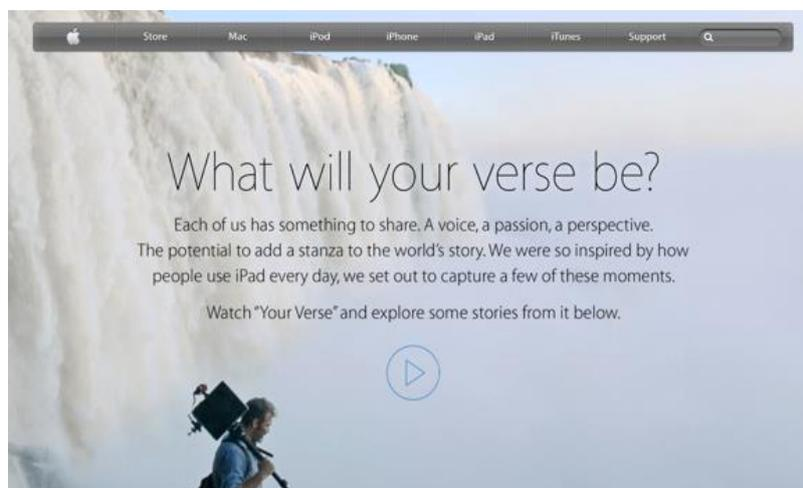 Store Mac iPod iPhone iPad iTunes Support
What will your verse be?
Each of us has something to share. A voice, a passion, a perspective.
The potential to add a stanza to the world's story. We were so inspired by how
people use iPad every day, we set out to capture a few of these moments.
Watch "Your Verse" and explore some stories from it below.